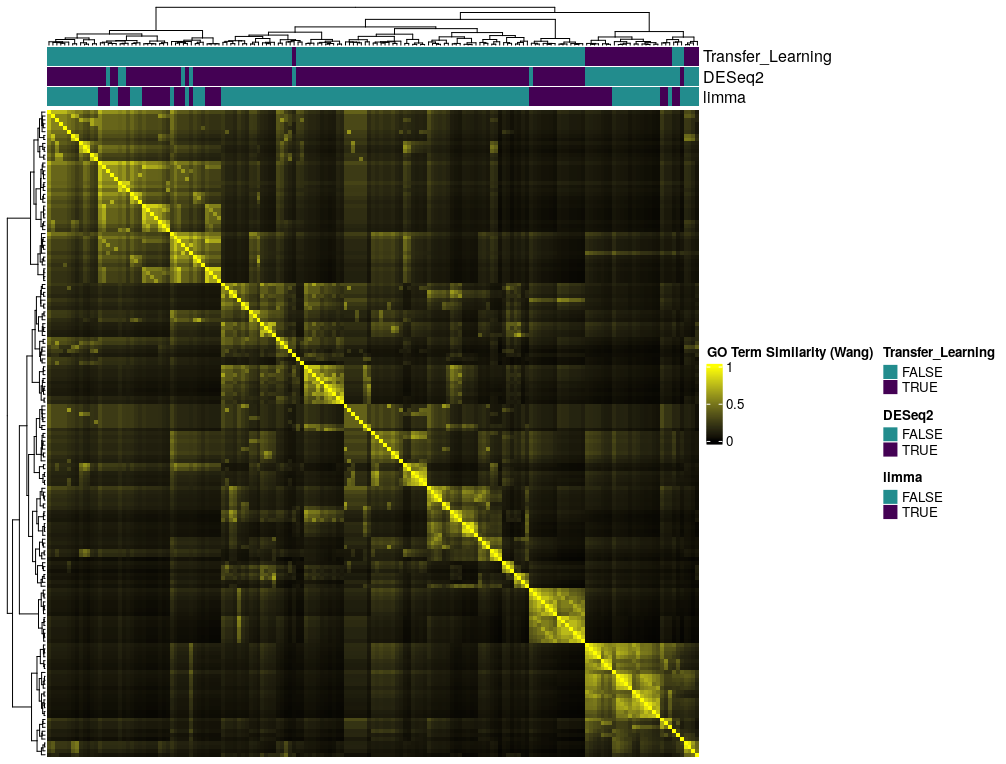 Transfer_Learning
DESeq2
limma
GO Term Similarity (Wang)
1
0.5
0
Transfer_Learning
FALSE
TRUE
DESeq2
FALSE
TRUE
limma
FALSE
TRUE